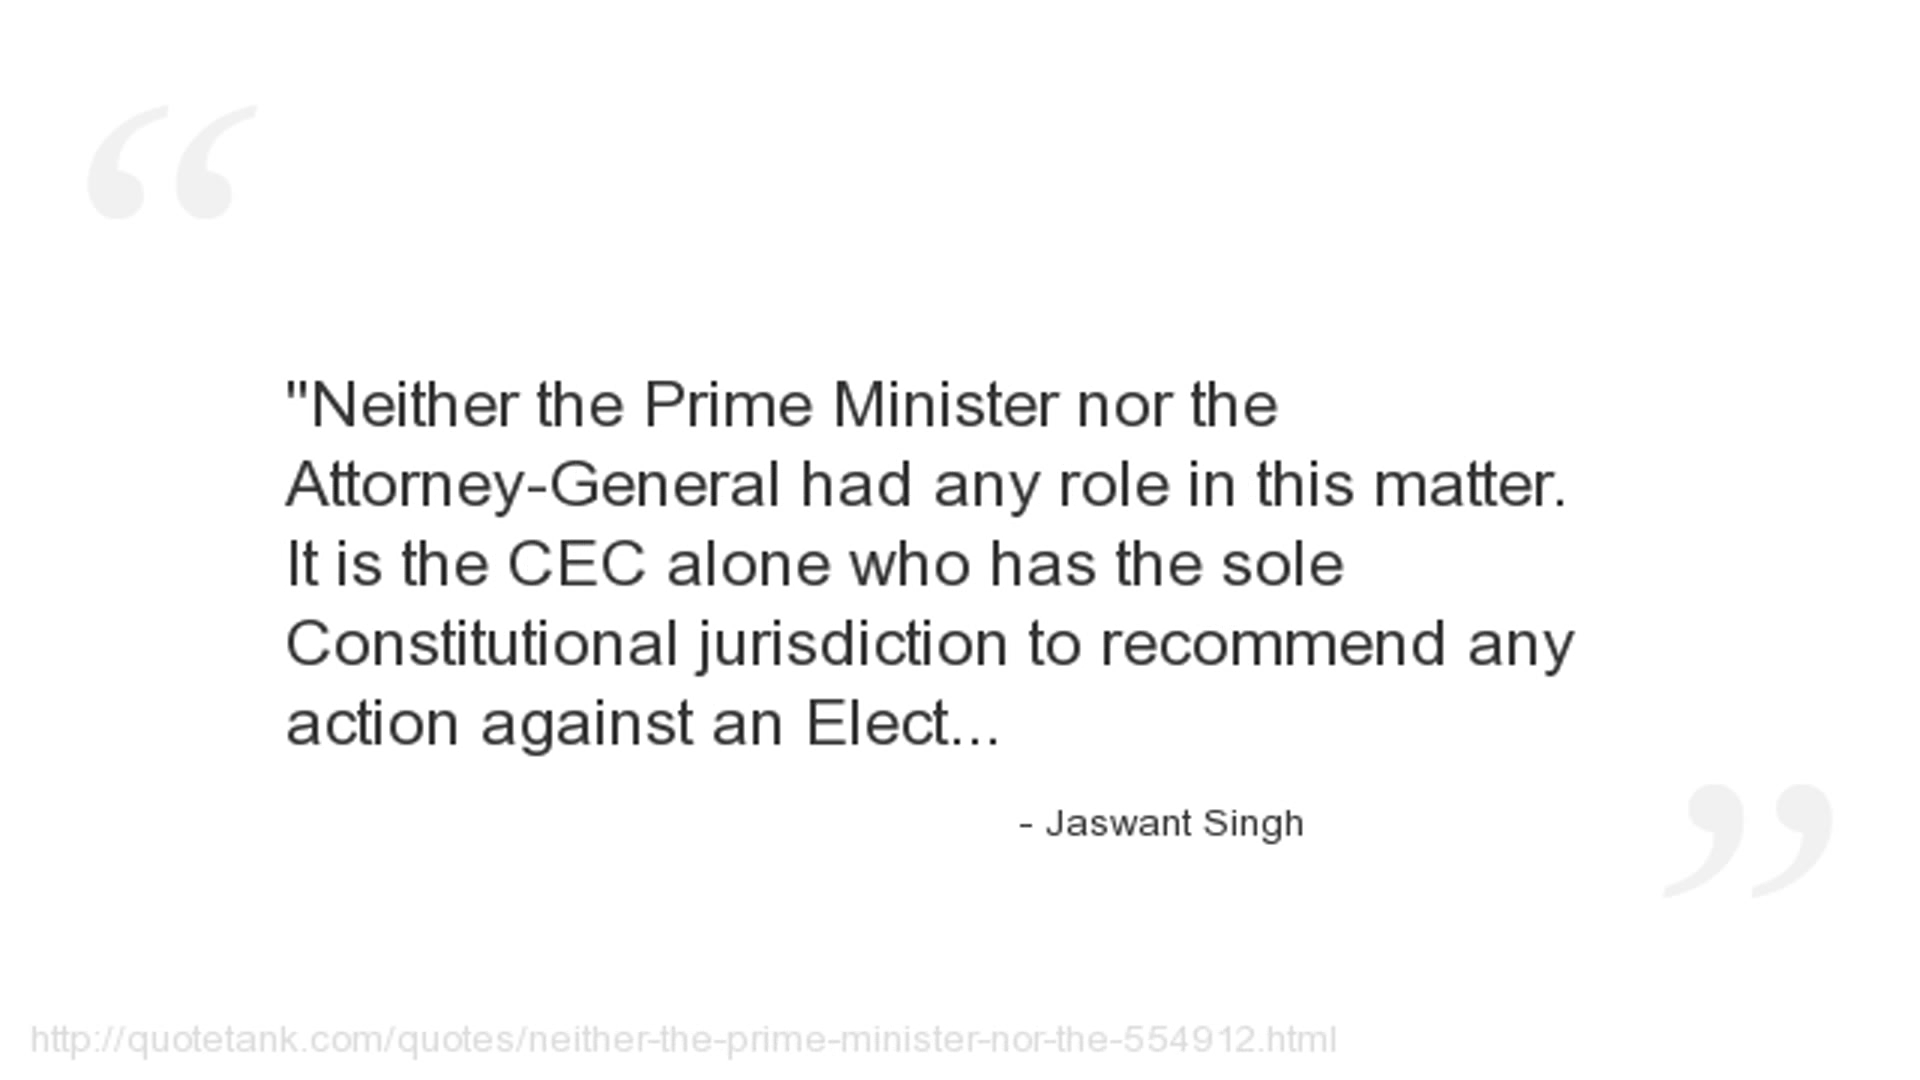 "Neither the Prime Minister nor the
Attorney-General had any role in this matter.
It is the CEC alone who has the sole
Constitutional jurisdiction to recommend any
action against an Elect...
- Jaswant Singh
http://quotetank.com/quotes/neither-the-prime-minister-nor-the-554912.html